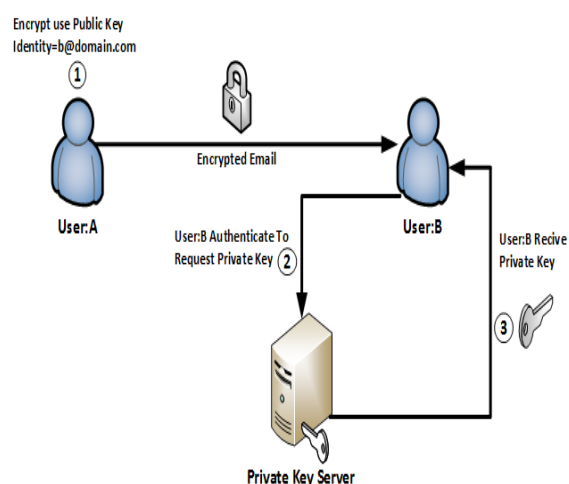 Encrypt use Public Key
Identity=b@domain.com
1
Encrypted Email
User:A
User:B
User:B Authenticate To
Request Private Key 2
User:B Recive
Private Key
3
Private Key Server